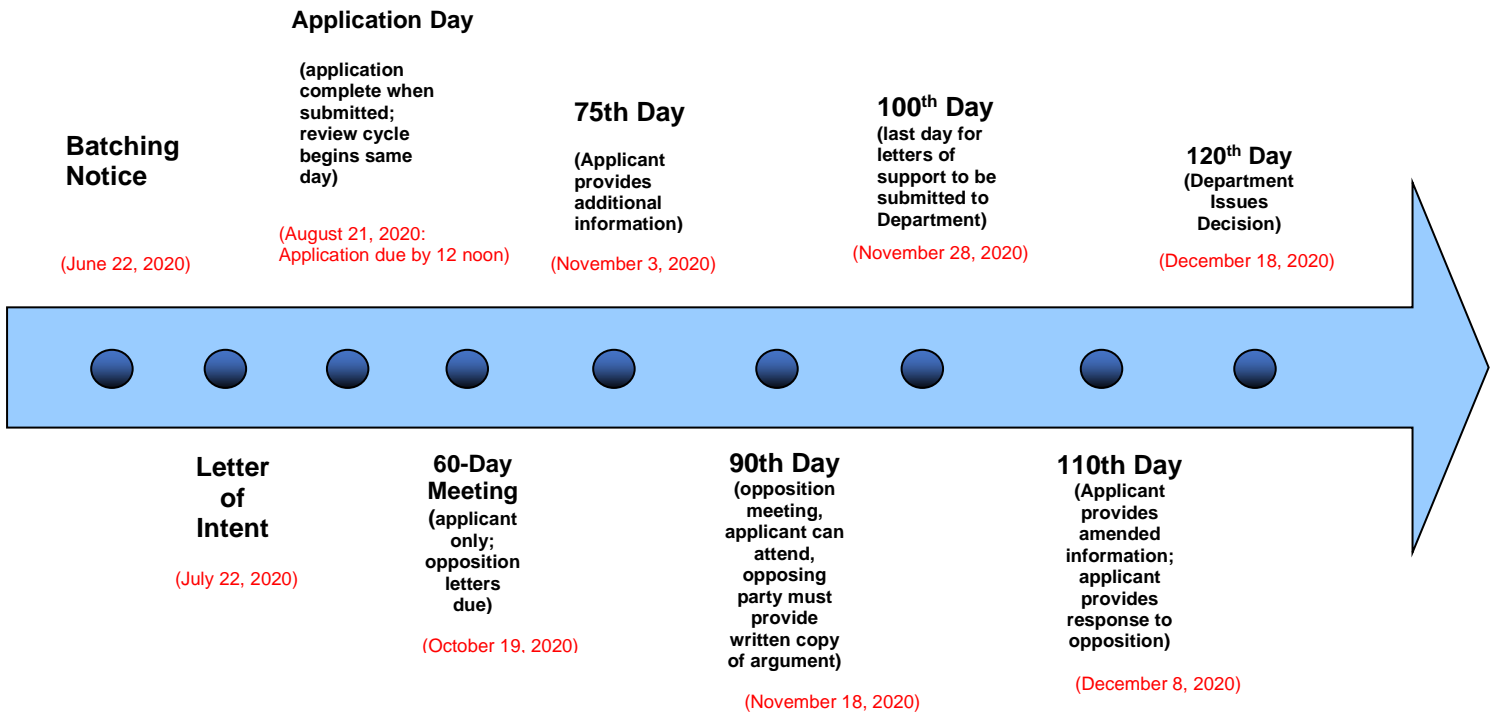 Application Day
(application
complete when
submitted;
review cycle
begins same
day)
(August 21, 2020:
Application due by 12 noon)
Batching
Notice
(June 22, 2020)
75th Day
(Applicant
provides
additional
information)
(November 3, 2020)
100th Day
(last day for
letters of
support to be
submitted to
Department)
(November 28, 2020)
120th Day
(Department
Issues
Decision)
(December 18, 2020)
Letter
of
Intent
(July 22, 2020)
60-Day
Meeting
(applicant
only;
opposition
letters
due)
(October 19, 2020)
90th Day
(opposition
meeting,
applicant can
attend,
opposing
party must
provide
written copy
of argument)
(November 18, 2020)
110th Day
(Applicant
provides
amended
information;
applicant
provides
response to
opposition)
(December 8, 2020)